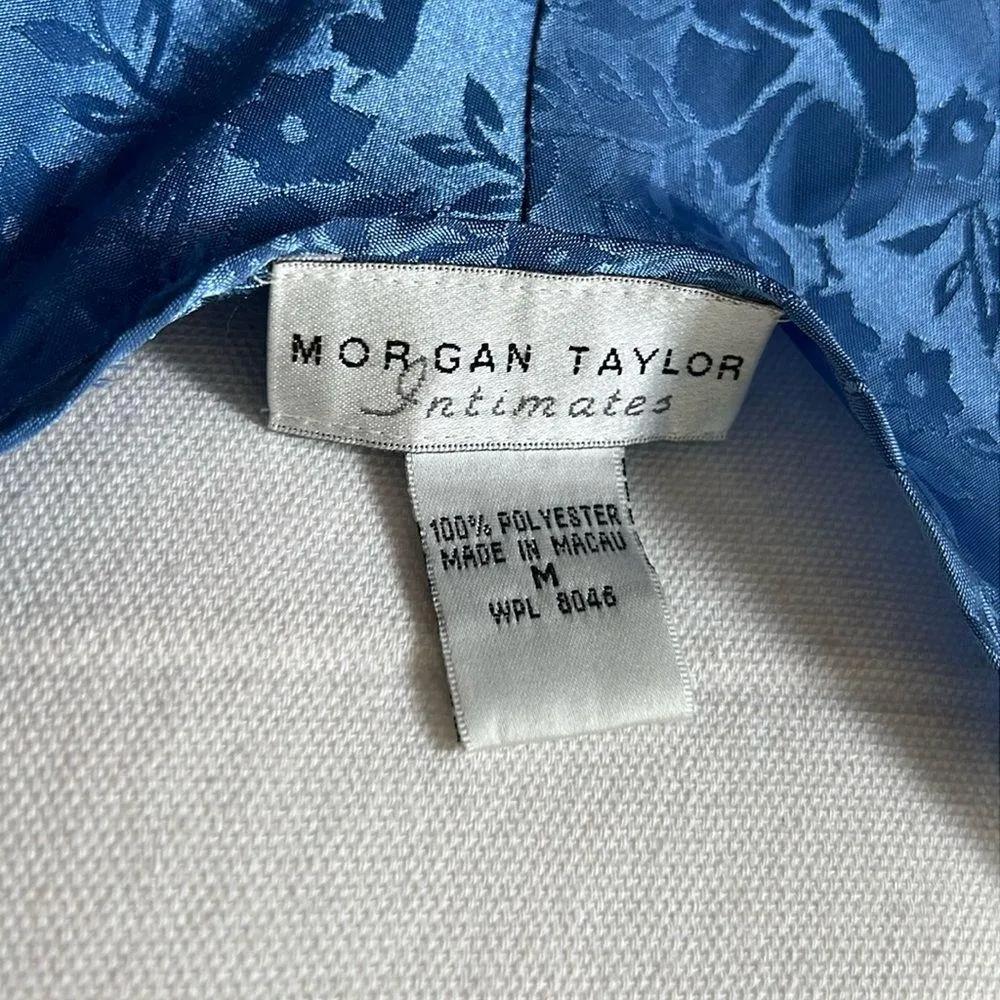 MORGAN TAYLOR
Intimates
100% POLYESTER
MADE IN MACAU
M
WPL 8046